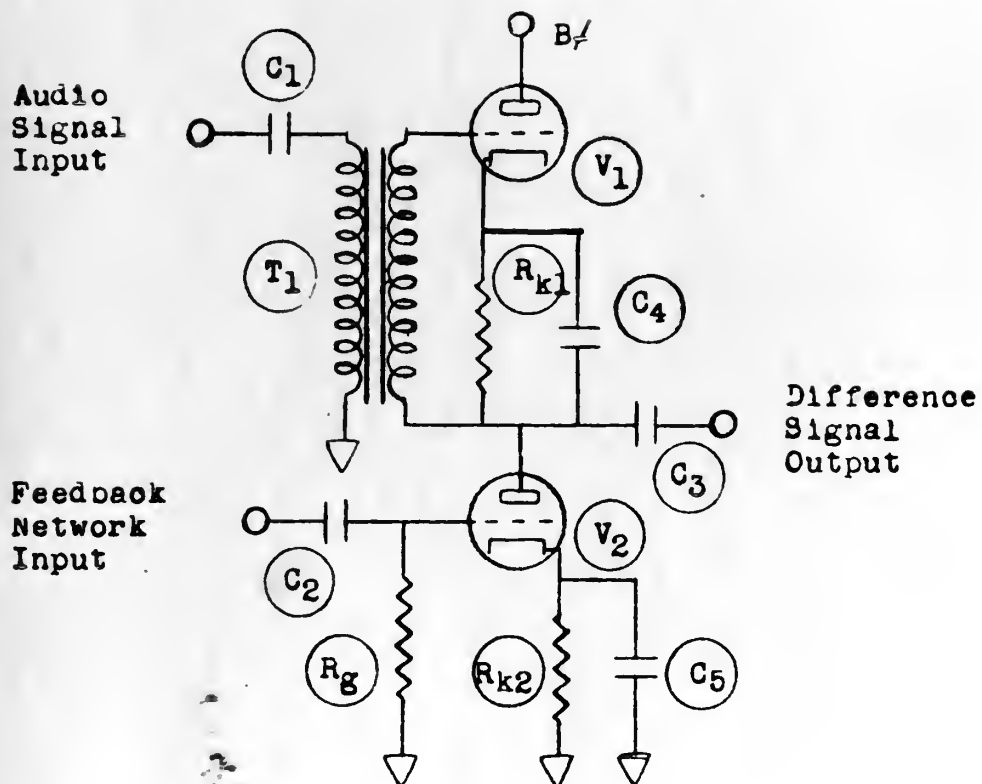 B+
C1
Audio
Signal
Input
V1
T1
Rk1
C4
Difference
Signal
Output
C3
Feedback
Network
Input
V2
C2
Rg
Rk2
C5